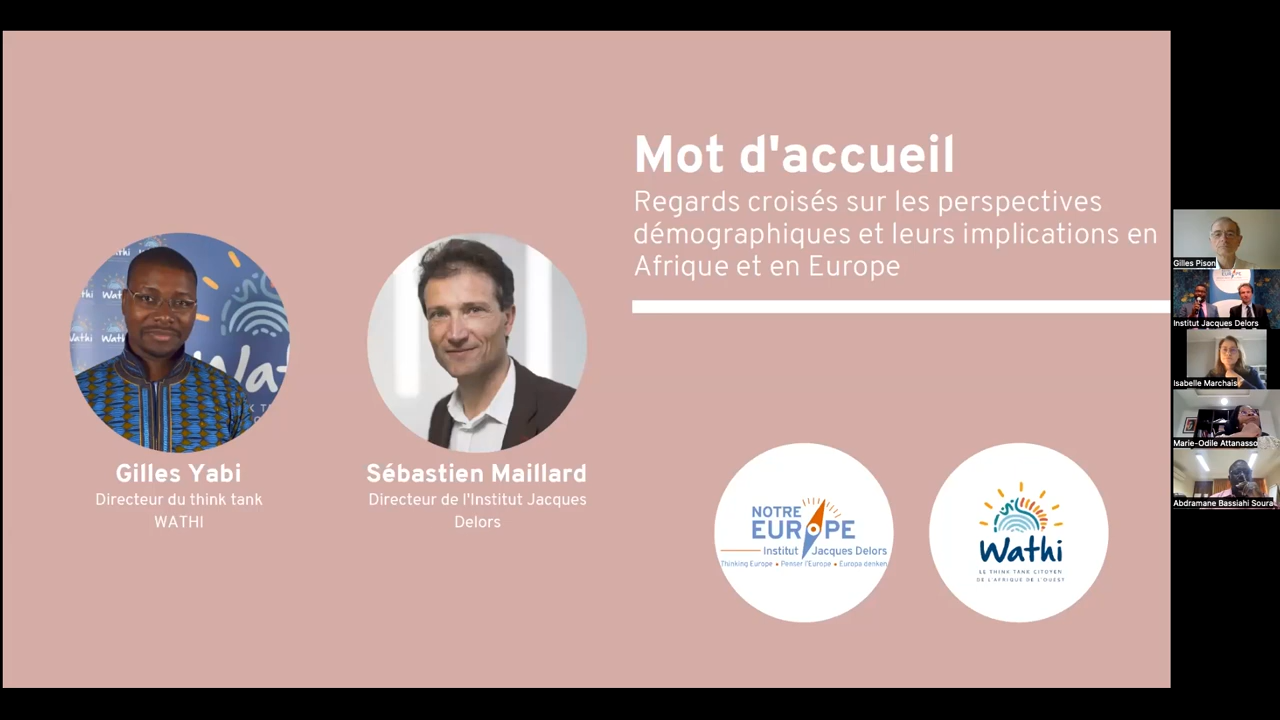 Mot d'accueil
Regards croisés sur les perspectives
démographiques et leurs implications en
Afrique et en Europe
Gilles Yabi
Directeur du think tank
WATHI
Sébastien Maillard
Directeur de l'Institut Jacques
Delors
NOTRE
EUROPE
Institut Jacques Delors
Thinking Europe • Penser l'Europe • Europa denken
Wathi
LE THINK TANK CITOYEN
DE L'AFRIQUE DE L'OUEST
Gilles Pison
Institut Jacques Delors
Isabelle Marchais
Marie-Odile Attanasso
Abdramane Bassiahi Soura